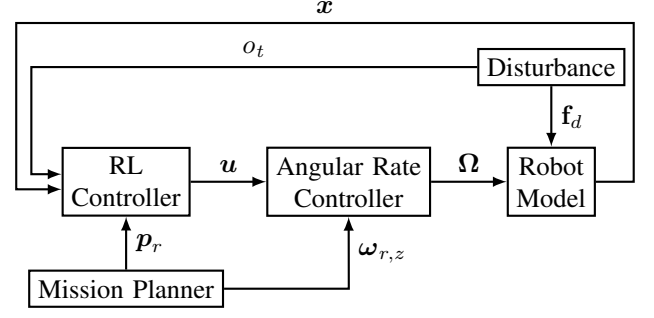 x
o_t
Disturbance
f_d
RL
Controller
u
Angular Rate
Controller
Ω
Robot
Model
p_r
ω_{r,z}
Mission Planner